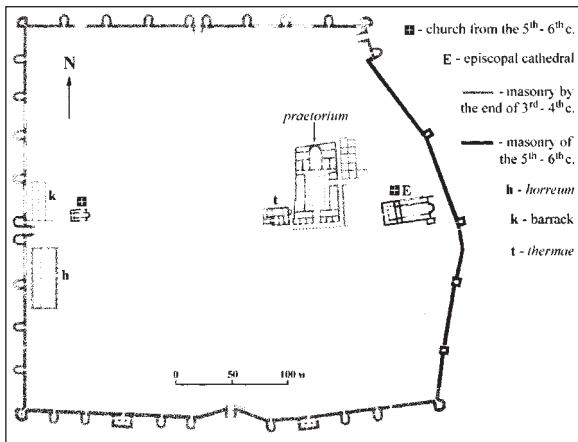 - church from the 5th - 6th c.
E - episcopal cathedral
- masonry by
the end of 3rd - 4th c.
- masonry of
the 5th - 6th c.
h - horreum
k - barrack
t - thermae
N
praetorium
k
t
E
h
0 50 100 m